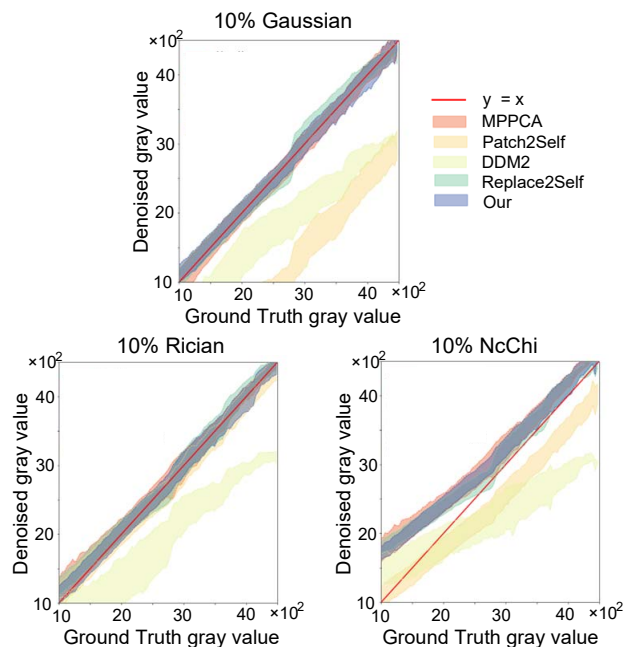 10% Gaussian
×10²
40
30
20
10
Denoised gray value
10
20
30
40
×10²
Ground Truth gray value
y = x
MPPCA
Patch2Self
DDM2
Replace2Self
Our
10% Rician
×10²
40
30
20
10
Denoised gray value
10
20
30
40
×10²
Ground Truth gray value
10% NcChi
×10²
40
30
20
10
Denoised gray value
10
20
30
40
×10²
Ground Truth gray value